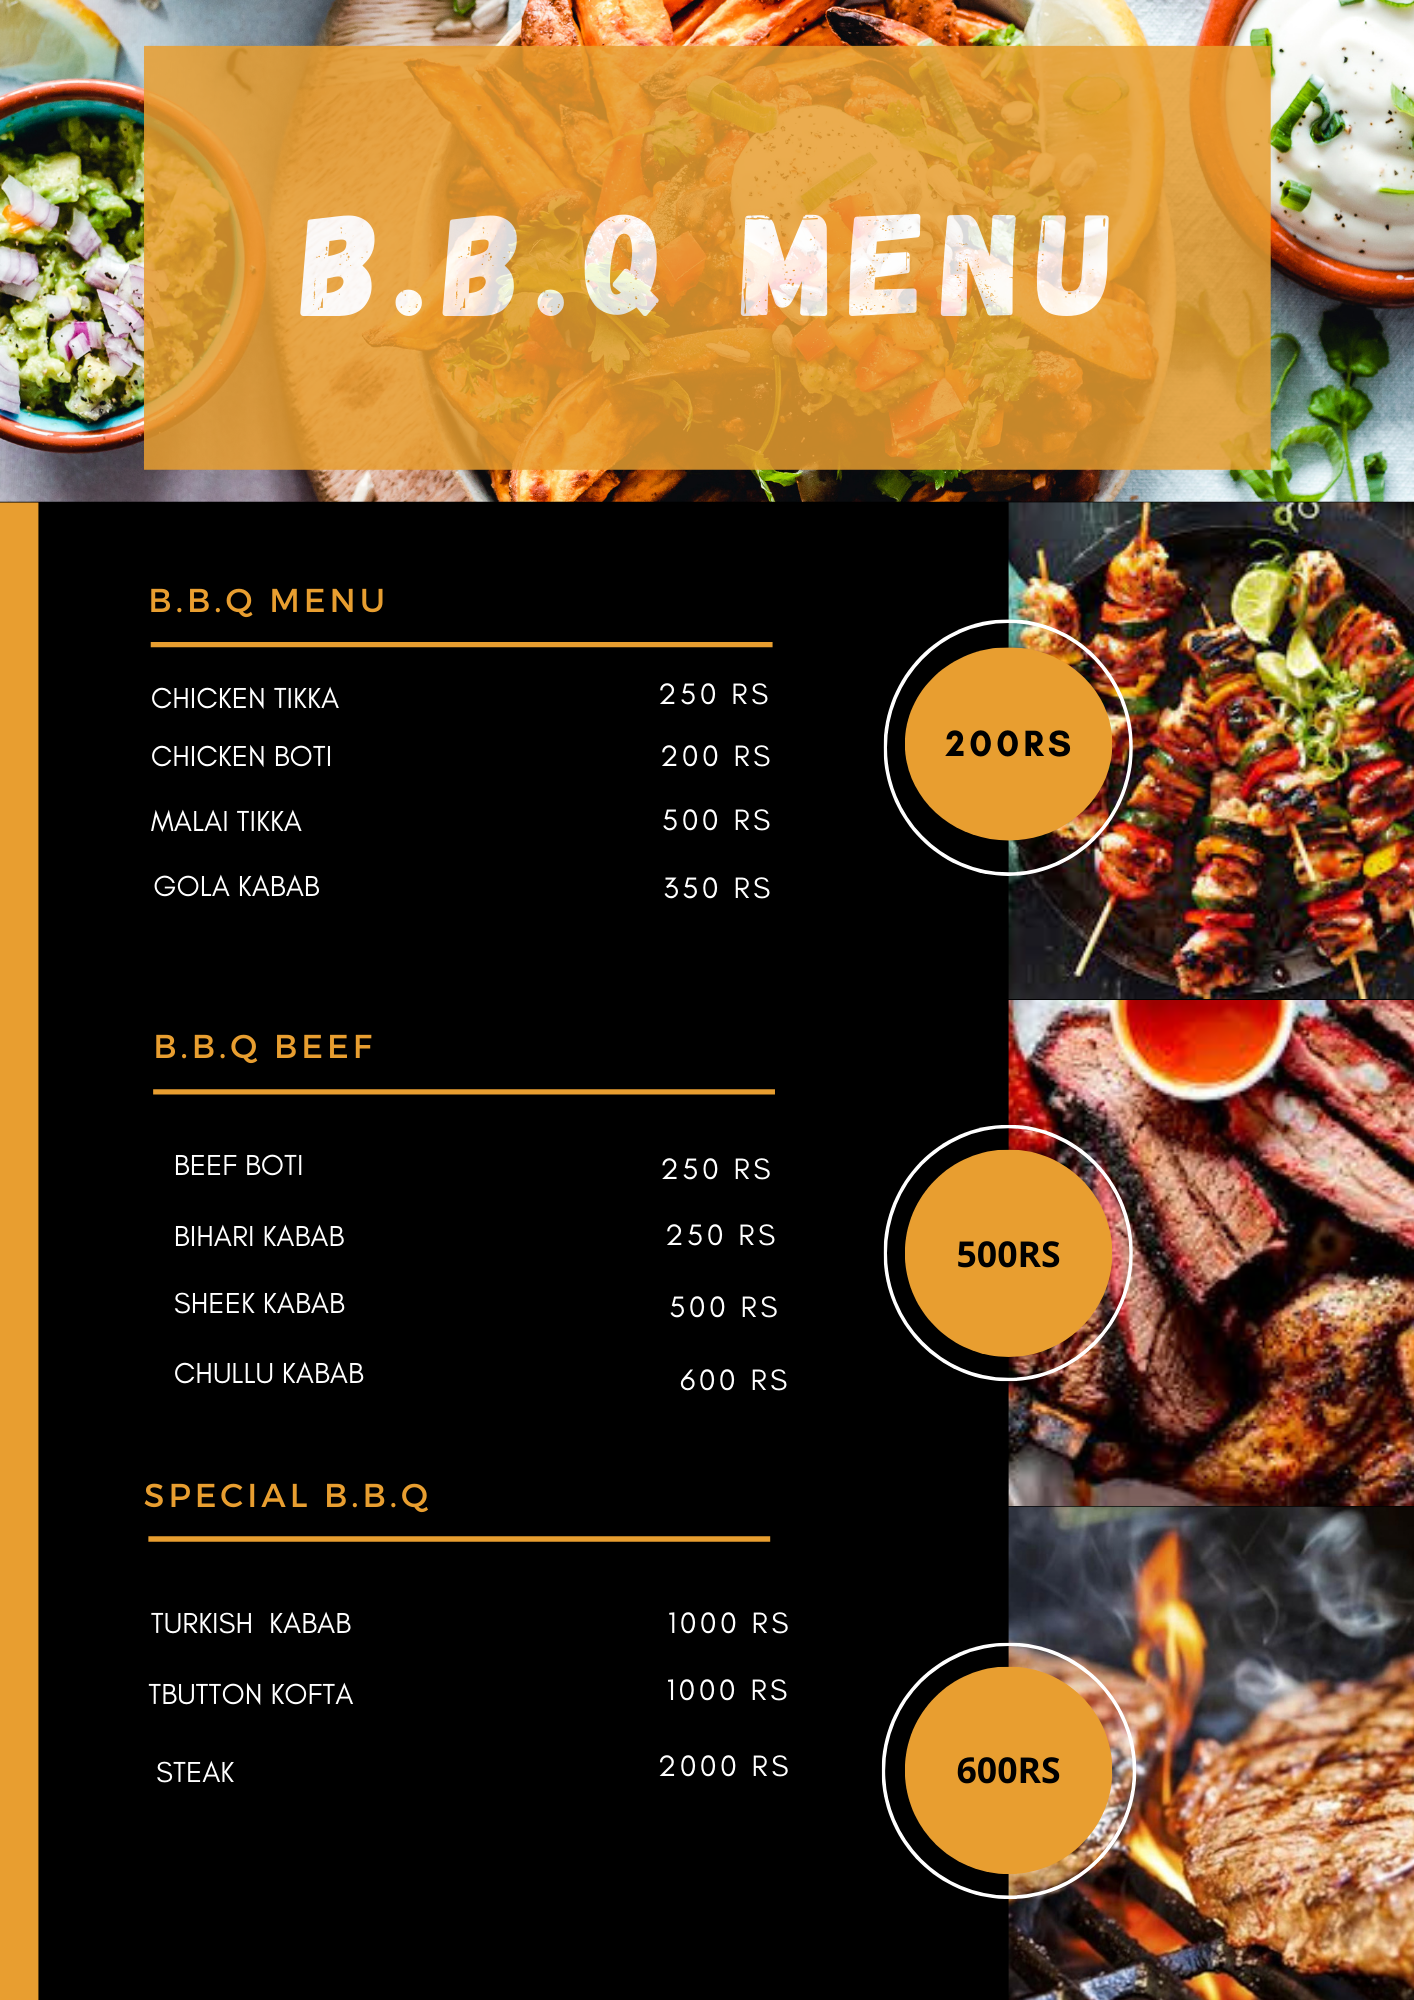 B.B.Q MENU
B.B.Q MENU
CHICKEN TIKKA 250 RS
CHICKEN BOTI 200 RS
MALAI TIKKA 500 RS
GOLA KABAB 350 RS
200RS
B.B.Q BEEF
BEEF BOTI 250 RS
BIHARI KABAB 250 RS
SHEEK KABAB 500 RS
CHULLU KABAB 600 RS
500RS
SPECIAL B.B.Q
TURKISH KABAB 1000 RS
TBUTTON KOFTA 1000 RS
STEAK 2000 RS
600RS